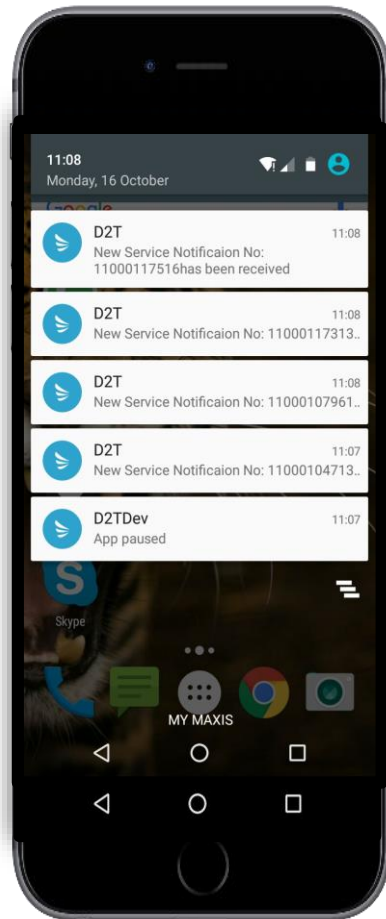 11:08
Monday, 16 October
Google
D2T 11:08
New Service Notificaion No:
11000117516has been received
D2T 11:08
New Service Notificaion No: 11000117313..
D2T 11:08
New Service Notificaion No: 11000107961..
D2T 11:07
New Service Notificaion No: 11000104713..
D2TDev 11:07
App paused
S
Skype
MY MAXIS